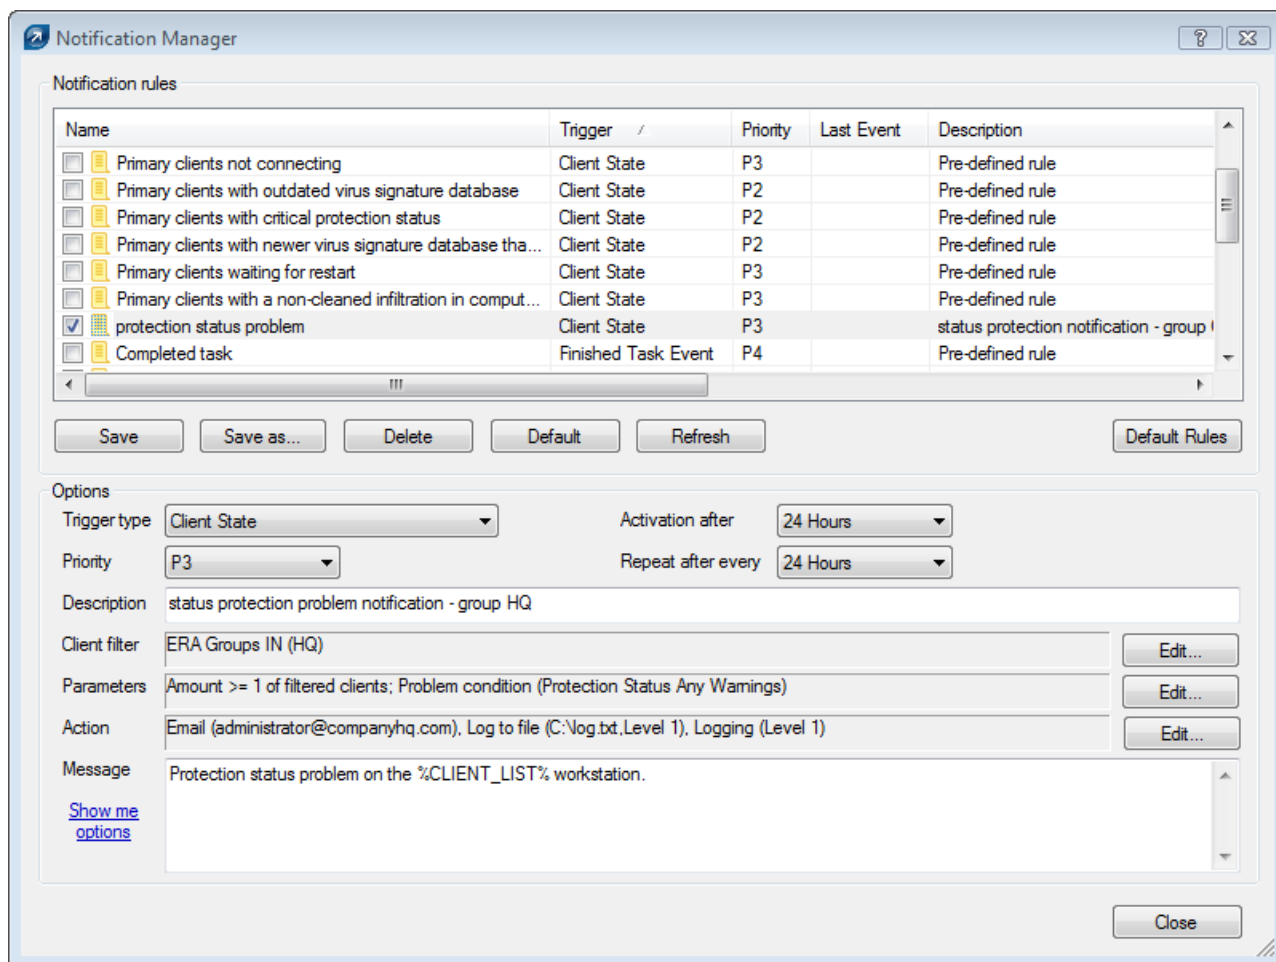 Notification Manager
Notification rules
Name Trigger Priority Last Event Description
Primary clients not connecting Client State P3 Pre-defined rule
Primary clients with outdated virus signature database Client State P2 Pre-defined rule
Primary clients with critical protection status Client State P2 Pre-defined rule
Primary clients with newer virus signature database tha... Client State P2 Pre-defined rule
Primary clients waiting for restart Client State P3 Pre-defined rule
Primary clients with a non-cleaned infiltration in comput... Client State P3 Pre-defined rule
protection status problem Client State P3 status protection notification - group
Completed task Finished Task Event P4 Pre-defined rule
Save Save as... Delete Default Refresh Default Rules
Options
Trigger type Client State Activation after 24 Hours
Priority P3 Repeat after every 24 Hours
Description status protection problem notification - group HQ
Client filter ERA Groups IN (HQ) Edit...
Parameters Amount >= 1 of filtered clients; Problem condition (Protection Status Any Warnings) Edit...
Action Email (administrator@companyhq.com), Log to file (C:\log.txt,Level 1), Logging (Level 1) Edit...
Message Protection status problem on the %CLIENT_LIST% workstation.
Show me
options
Close